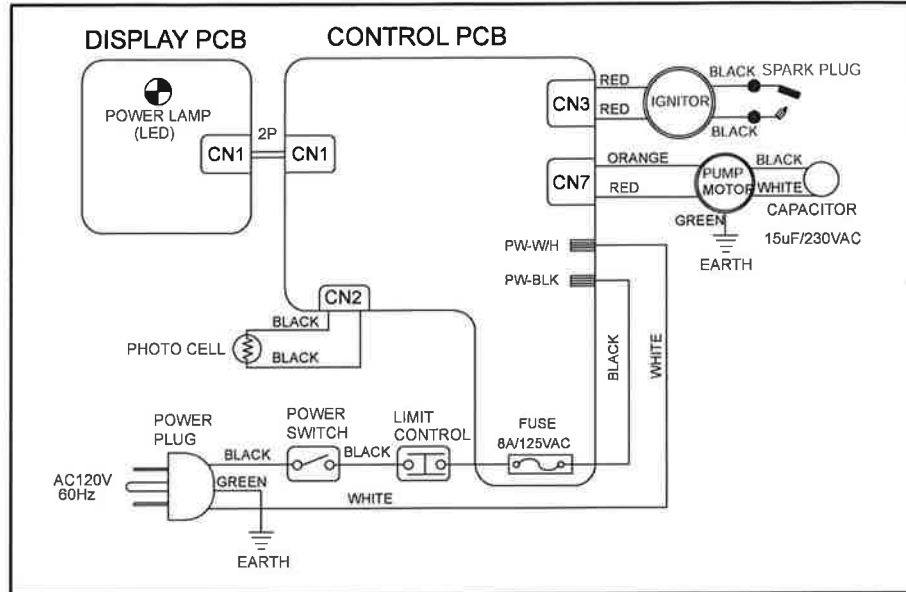 DISPLAY PCB
CONTROL PCB
POWER LAMP
(LED)
2P
CN1
CN1
CN3
RED
RED
IGNITOR
BLACK
SPARK PLUG
BLACK
CN7
ORANGE
RED
PUMP
MOTOR
BLACK
WHITE
CAPACITOR
15uF/230VAC
GREEN
EARTH
PW-W/H
PW-BLK
CN2
BLACK
BLACK
PHOTO CELL
BLACK
WHITE
POWER
PLUG
POWER
SWITCH
LIMIT
CONTROL
FUSE
8A/125VAC
BLACK
BLACK
AC120V
60Hz
GREEN
WHITE
EARTH